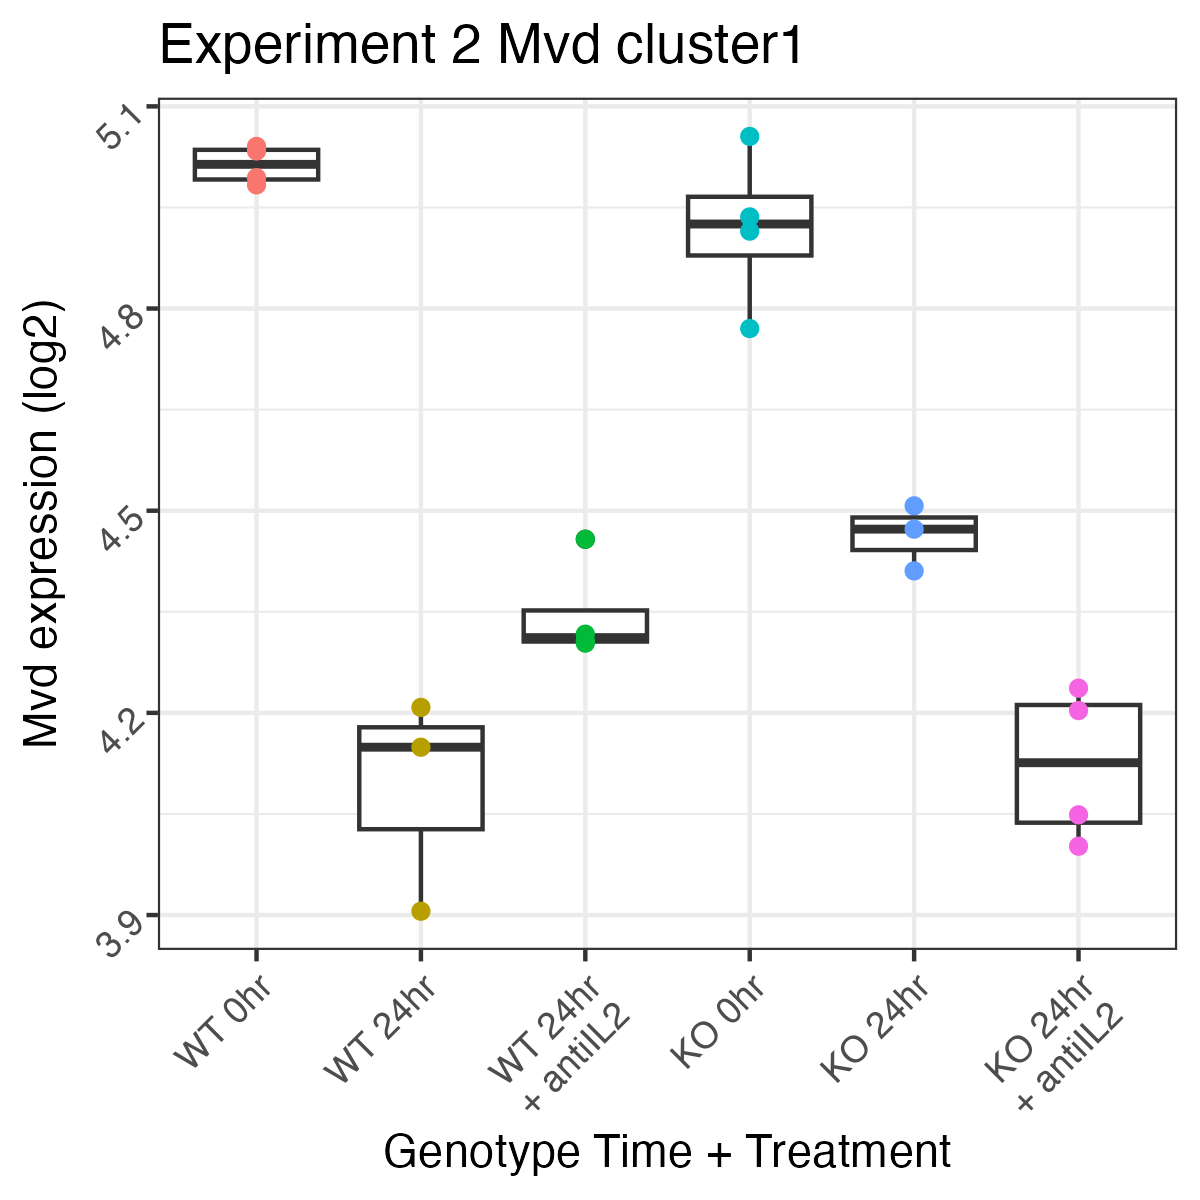 Experiment 2 Mvd cluster1
Mvd expression (log2)
5.1
4.8
4.5
4.2
3.9
WT 0hr
WT 24hr
WT 24hr
+ antiIL2
KO 0hr
KO 24hr
KO 24hr
+ antiIL2
Genotype Time + Treatment